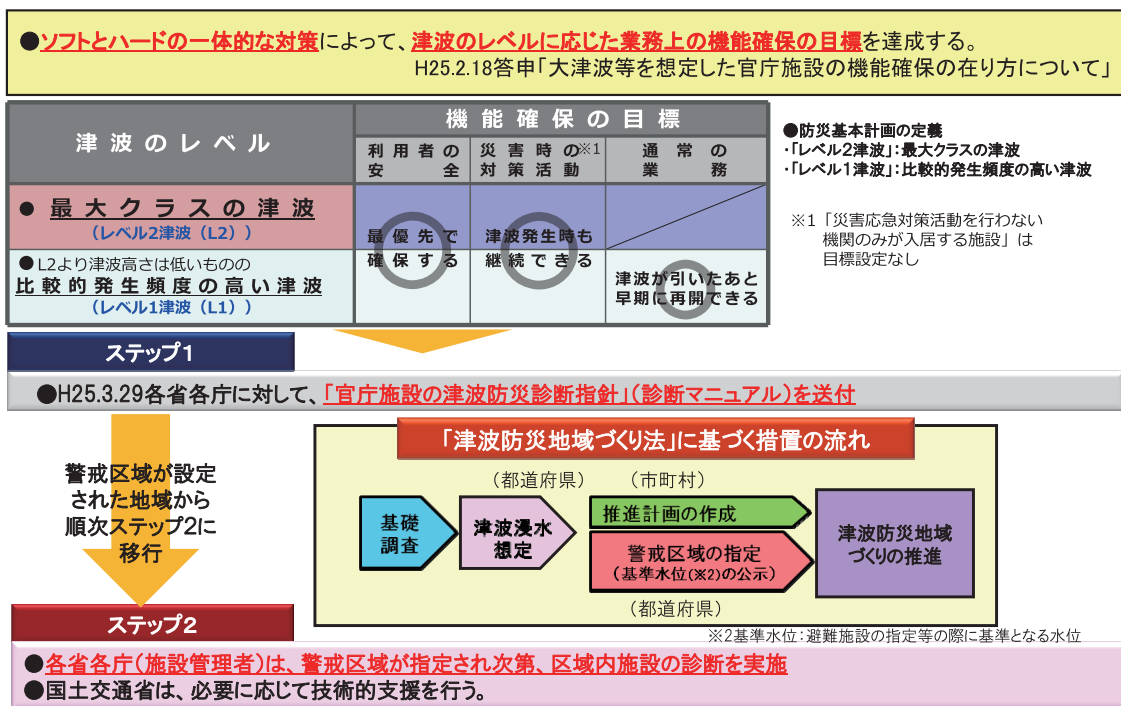 ●ソフトとハードの一体的な対策によって、津波のレベルに応じた業務上の機能確保の目標を達成する。
H25.2.18答申「大津波等を想定した官庁施設の機能確保の在り方について」
津波のレベル
機能確保の目標
利用者の
安全
災害時の※1
対策活動
通常の
業務
● 最大クラスの津波
(レベル2津波（L2）)
● L2より津波高さは低いものの
比較的発生頻度の高い津波
(レベル1津波（L1）)
最優先で
確保する
津波発生時も
継続できる
津波が引いたあと
早期に再開できる
●防災基本計画の定義
・「レベル2津波」：最大クラスの津波
・「レベル1津波」：比較的発生頻度の高い津波
※1 「災害応急対策活動を行わない
機関のみが入居する施設」は
目標設定なし
ステップ1
●H25.3.29各省各庁に対して、「官庁施設の津波防災診断指針」（診断マニュアル）を送付
警戒区域が設定
された地域から
順次ステップ2に
移行
「津波防災地域づくり法」に基づく措置の流れ
（都道府県）
（市町村）
基礎
調査
津波浸水
想定
推進計画の作成
警戒区域の指定
（基準水位(※2)の公示）
津波防災地域
づくりの推進
（都道府県）
※2基準水位：避難施設の指定等の際に基準となる水位
ステップ2
●各省各庁（施設管理者）は、警戒区域が指定され次第、区域内施設の診断を実施
●国土交通省は、必要に応じて技術的支援を行う。